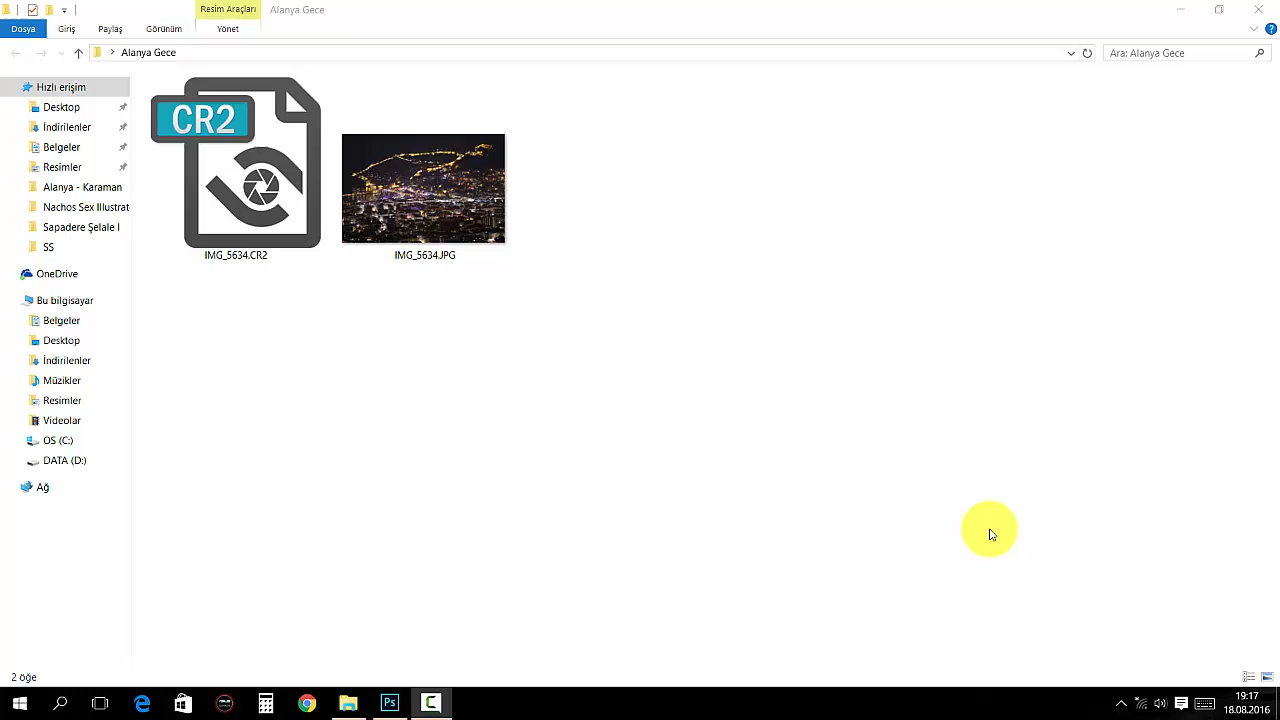 Resim Araçları
Alanya Gece
Dosya
Giriş
Paylaş
Görünüm
Yönet
Alanya Gece
Ara: Alanya Gece
Hızlı erişim
Desktop
İndirilenler
Belgeler
Resimler
Alanya - Karaman
Nachos Sex Illustrat
Sapadere Şelale I
SS
OneDrive
Bu bilgisayar
Belgeler
Desktop
İndirilenler
Müzikler
Resimler
Videolar
OS (C:)
DATA (D:)
Ağ
CR2
IMG_5634.CR2
IMG_5634.JPG
2 öğe
Ps
19:17
18.08.2016